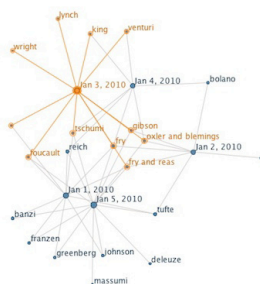 lynch
king
venturi
wright
Jan 3, 2010
Jan 4, 2010
bolano
tschumi
gibson
oxler and blemings
fry
reich
Jan 2, 2010
foucault
fry and reas
Jan 1, 2010
Jan 5, 2010
banzi
tufte
franzen
greenberg
johnson
deleuze
massumi